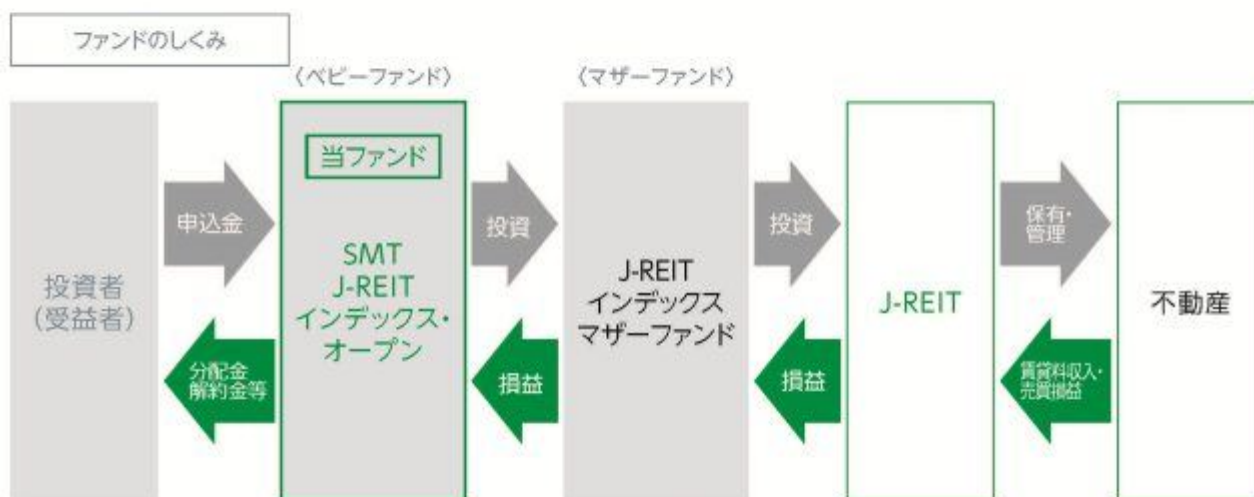 ファンドのしくみ
〈ベビーファンド〉
〈マザーファンド〉
投資者
(受益者)
申込金
分配金
解約金等
当ファンド
SMT
J-REIT
インデックス・
オープン
投資
損益
J-REIT
インデックス
マザーファンド
投資
損益
J-REIT
保有・
管理
賃貸料収入・
売買損益
不動産